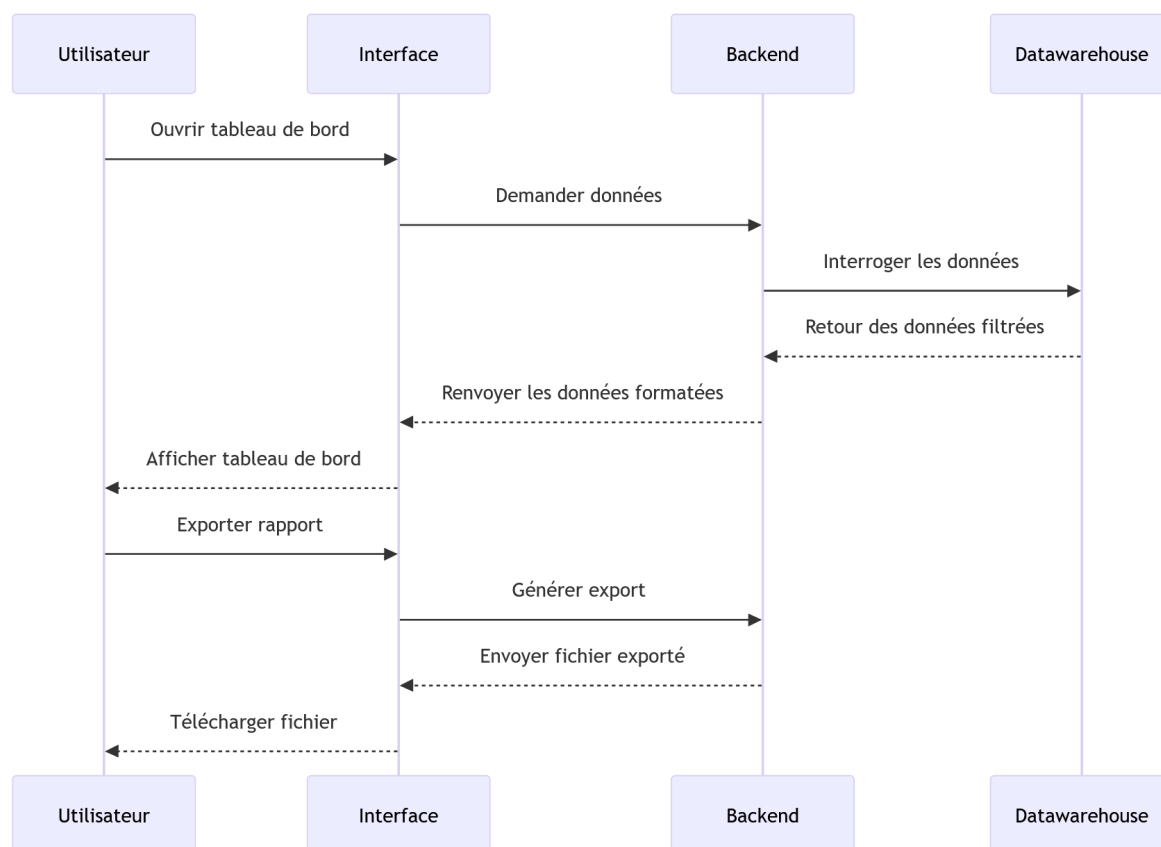 Utilisateur
Interface
Backend
Datawarehouse
Ouvrir tableau de bord
Demander données
Interroger les données
Retour des données filtrées
Renvoyer les données formatées
Afficher tableau de bord
Exporter rapport
Générer export
Envoyer fichier exporté
Télécharger fichier
Utilisateur
Interface
Backend
Datawarehouse